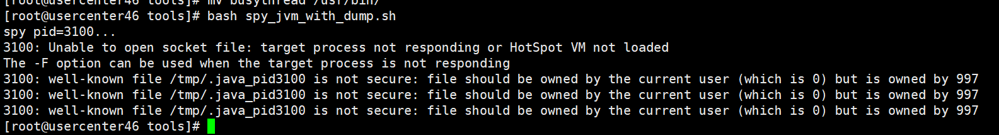 [root@usercenter46 tools]# mv busythread /usr/bin/
[root@usercenter46 tools]# bash spy_jvm_with_dump.sh
spy pid=3100...
3100: Unable to open socket file: target process not responding or HotSpot VM not loaded
The -F option can be used when the target process is not responding
3100: well-known file /tmp/.java_pid3100 is not secure: file should be owned by the current user (which is 0) but is owned by 997
3100: well-known file /tmp/.java_pid3100 is not secure: file should be owned by the current user (which is 0) but is owned by 997
3100: well-known file /tmp/.java_pid3100 is not secure: file should be owned by the current user (which is 0) but is owned by 997
[root@usercenter46 tools]#